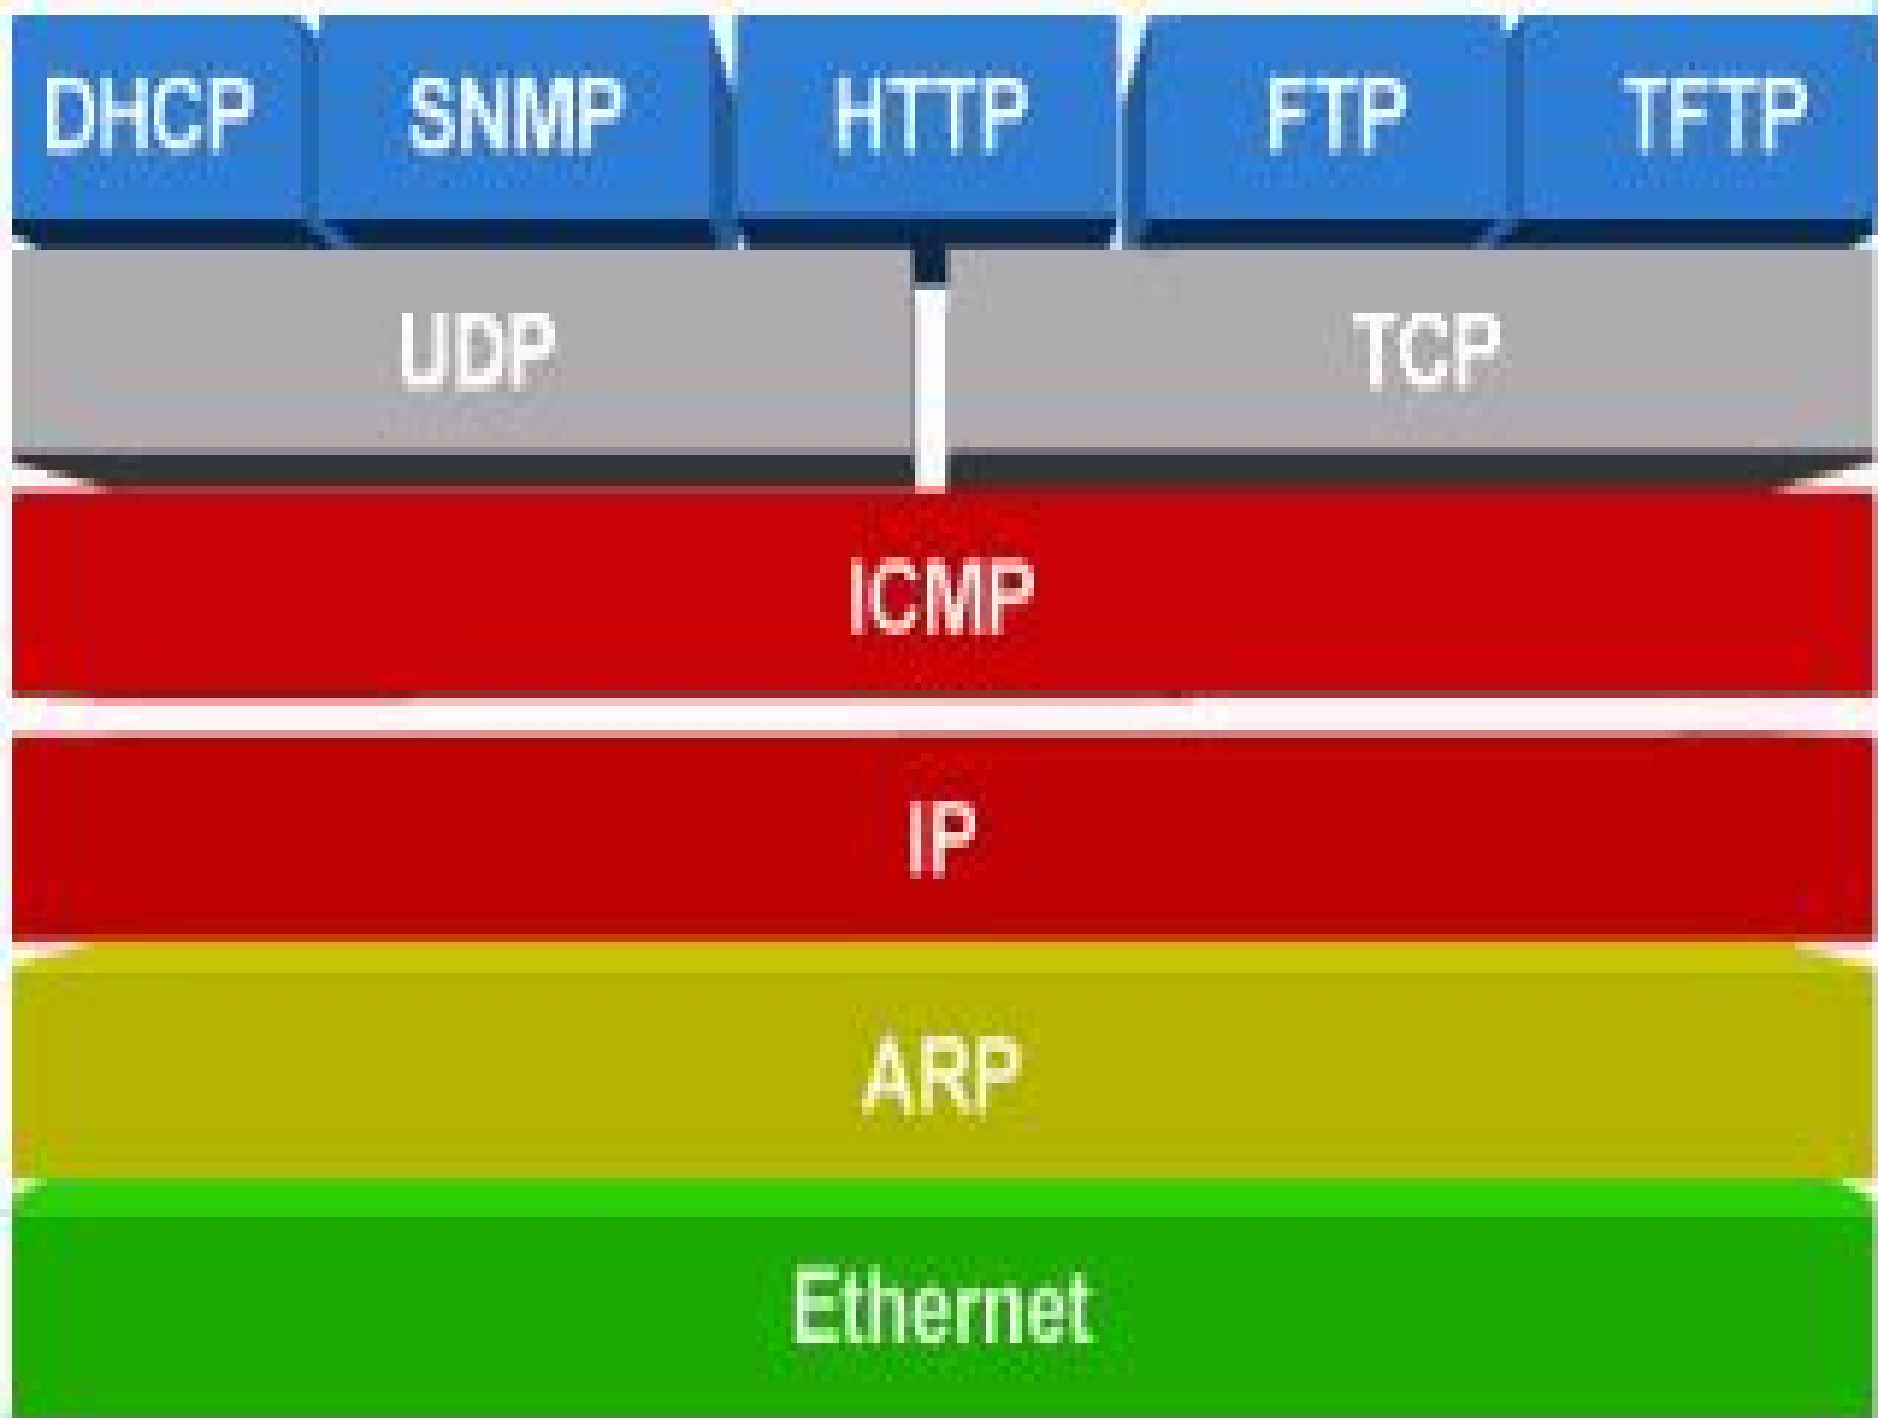 DHCP SNMP HTTP FTP TFTP
UDP TCP
ICMP
IP
ARP
Ethernet